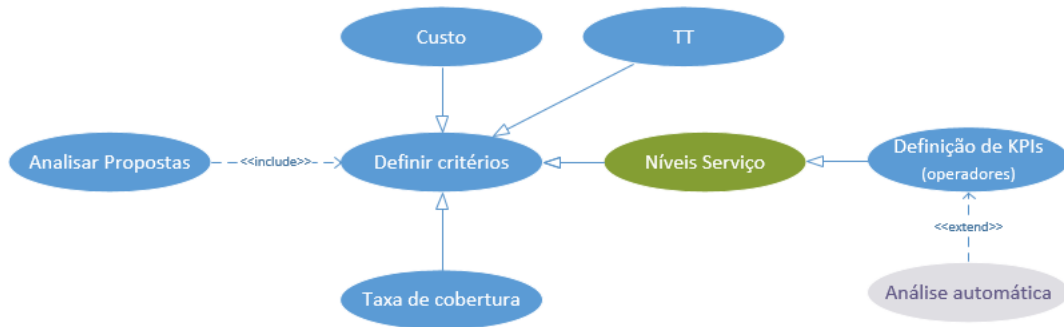 Custo
TT
Analisar Propostas
<<include>>
Definir critérios
Níveis Serviço
Definição de KPIs
(operadores)
<<extend>>
Taxa de cobertura
Análise automática